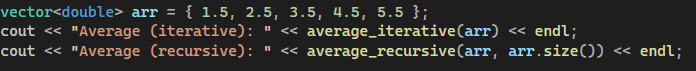 vector<double> arr = { 1.5, 2.5, 3.5, 4.5, 5.5 };
cout << "Average (iterative): " << average_iterative(arr) << endl;
cout << "Average (recursive): " << average_recursive(arr, arr.size()) << endl;